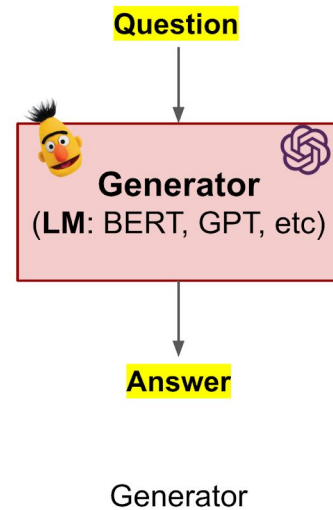 Question
Generator
(LM: BERT, GPT, etc)
Answer
Generator